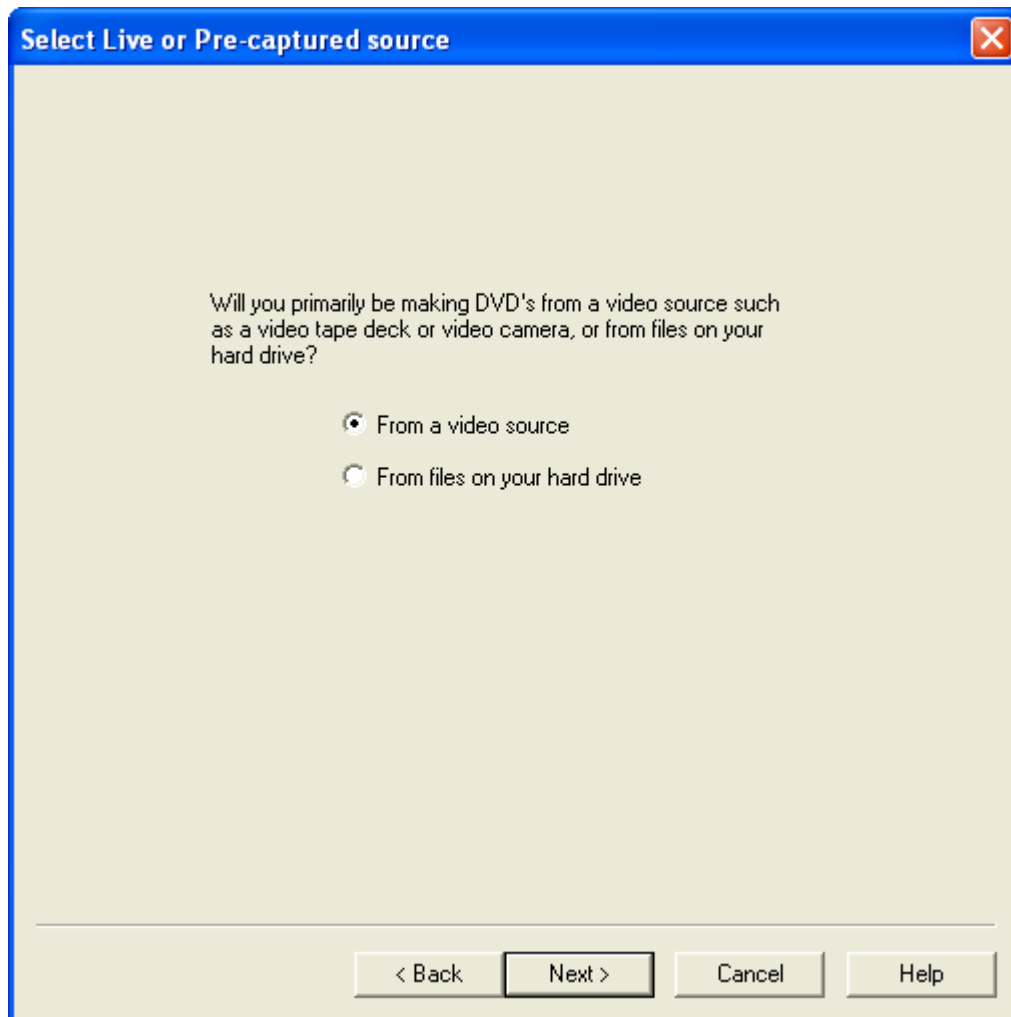 Select Live or Pre-captured source
Will you primarily be making DVD's from a video source such
as a video tape deck or video camera, or from files on your
hard drive?
From a video source
From files on your hard drive
< Back
Next >
Cancel
Help